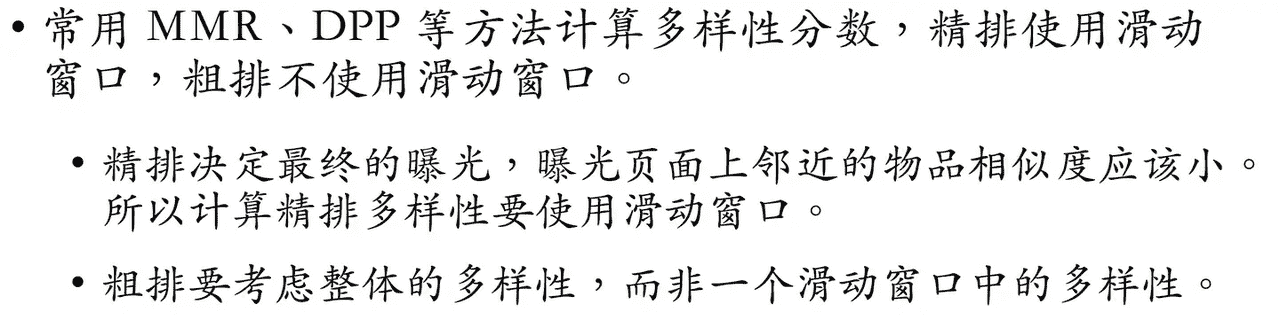 • 常用 MMR、DPP 等方法计算多样性分数，精排使用滑动
窗口，粗排不使用滑动窗口。
• 精排决定最终的曝光，曝光页面上邻近的物品相似度应该小。
所以计算精排多样性要使用滑动窗口。
• 粗排要考虑整体的多样性，而非一个滑动窗口中的多样性。